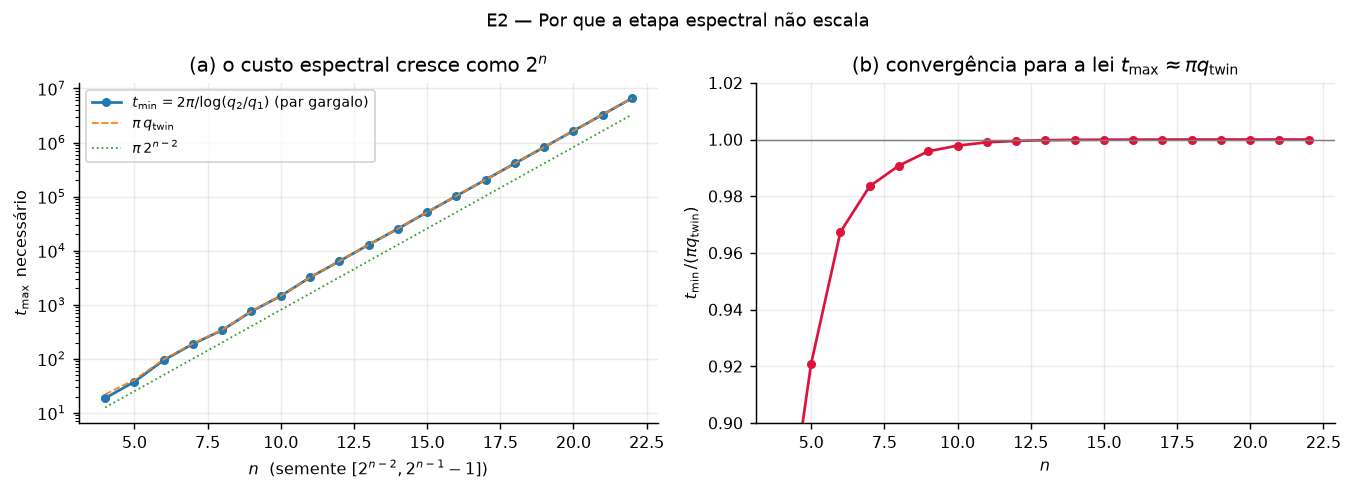 E2 — Por que a etapa espectral não escala
(a) o custo espectral cresce como 2^n
t_max necessário
10^7
10^6
10^5
10^4
10^3
10^2
10^1
t_min = 2π/log(q_2/q_1) (par gargalo)
π q_twin
π 2^{n−2}
5.0 7.5 10.0 12.5 15.0 17.5 20.0 22.5
n (semente [2^{n−2}, 2^{n−1} − 1])
(b) convergência para a lei t_max ≈ πq_twin
t_min/(πq_twin)
1.02
1.00
0.98
0.96
0.94
0.92
0.90
5.0 7.5 10.0 12.5 15.0 17.5 20.0 22.5
n